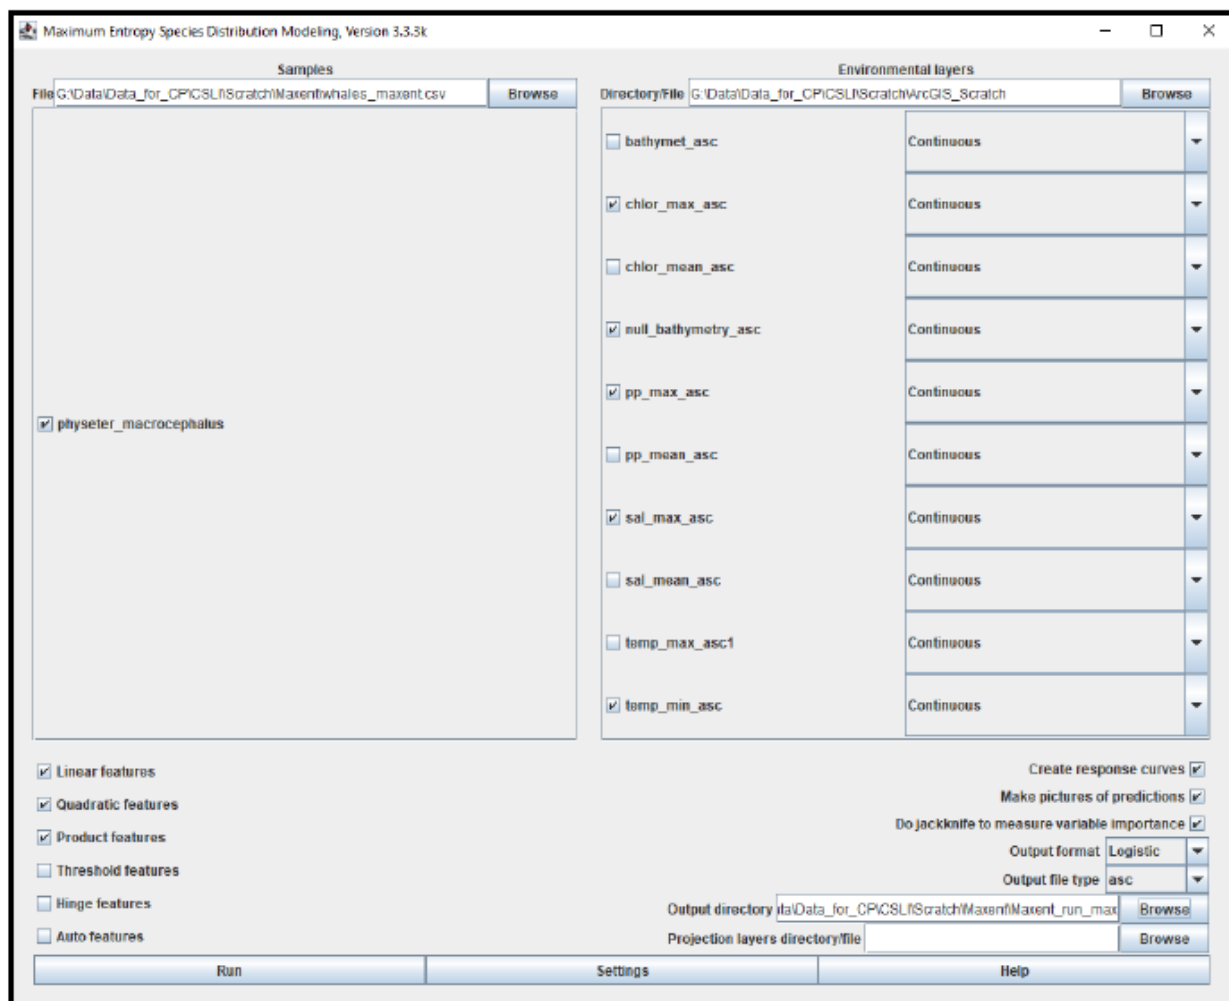 Maximum Entropy Species Distribution Modeling, Version 3.3.3k
Samples
File G:\Data\Data_for_CP\CSLI\Scratch\Maxent\whales_maxent.csv Browse
physeter_macrocephalus
Environmental layers
Directory/File G:\Data\Data_for_CP\CSLI\Scratch\ArcGIS_Scratch Browse
bathymet_asc Continuous
chlor_max_asc Continuous
chlor_mean_asc Continuous
null_bathymetry_asc Continuous
pp_max_asc Continuous
pp_mean_asc Continuous
sal_max_asc Continuous
sal_mean_asc Continuous
temp_max_asc1 Continuous
temp_min_asc Continuous
Linear features
Quadratic features
Product features
Threshold features
Hinge features
Auto features
Create response curves
Make pictures of predictions
Do jackknife to measure variable importance
Output format Logistic
Output file type asc
Output directory ata\Data_for_CP\CSLI\Scratch\Maxent\Maxent_run_max Browse
Projection layers directory/file Browse
Run Settings Help